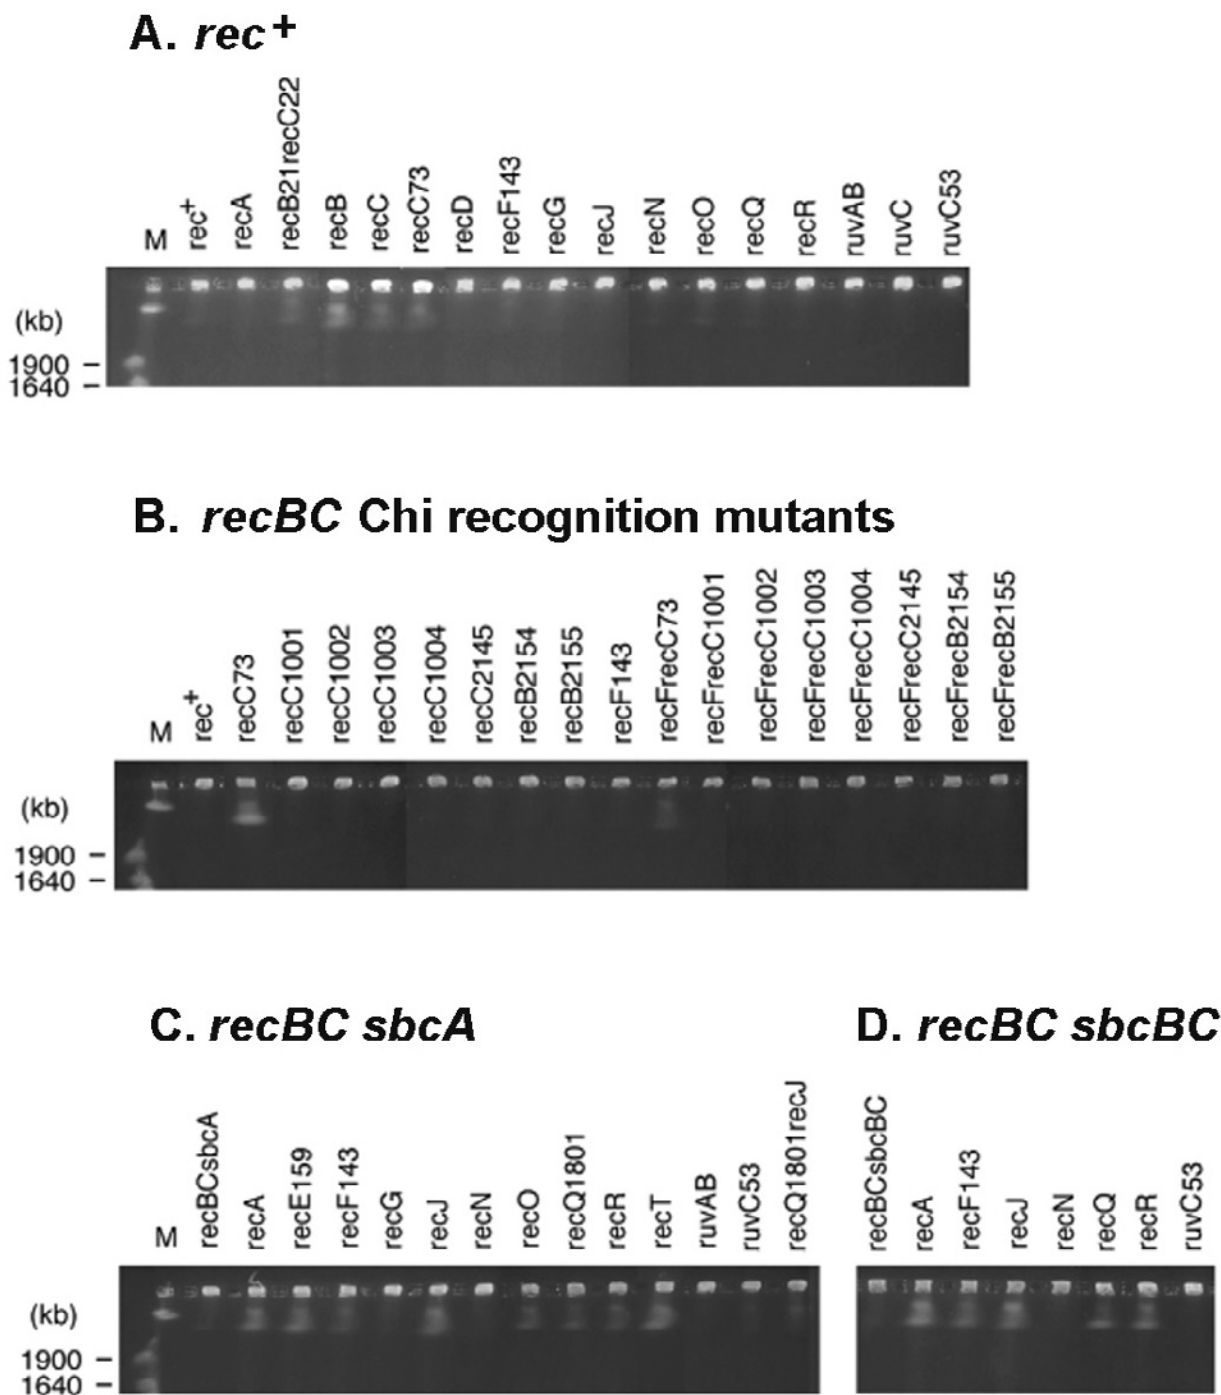 A. rec+
M rec+ recA recB21recC22 recB recC recC73 recD recF143 recG recJ recN recO recQ recR ruvAB ruvC ruvC53
(kb)
1900
1640
B. recBC Chi recognition mutants
M rec+ recC73 recC1001 recC1002 recC1003 recC1004 recC2145 recB2154 recB2155 recF143 recFrecC73 recFrecC1001 recFrecC1002 recFrecC1003 recFrecC1004 recFrecC2145 recFrecB2154 recFrecB2155
(kb)
1900
1640
C. recBC sbcA
M recBCsbcA recA recE159 recF143 recG recJ recN recO recQ1801 recR recT ruvAB ruvC53 recQ1801recJ
(kb)
1900
1640
D. recBC sbcBC
recBCsbcBC recA recF143 recJ recN recQ recR ruvC53